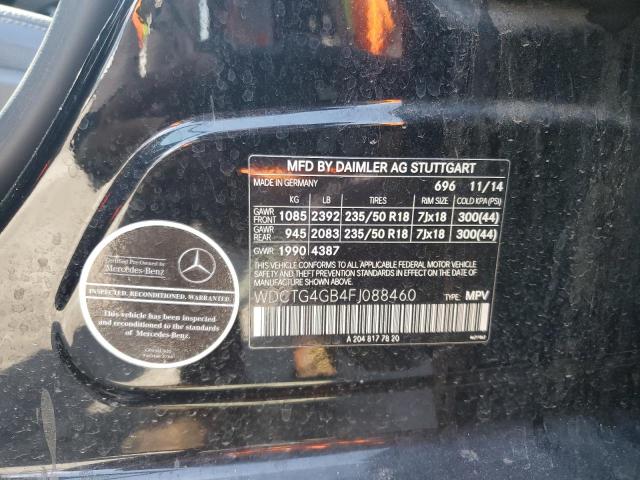 MFD BY DAIMLER AG STUTTGART
MADE IN GERMANY 696 11/14
KG LB TIRES RIM SIZE COLD KPA (PSI)
GAWR FRONT 1085 2392 235/50 R18 7Jx18 300(44)
GAWR REAR 945 2083 235/50 R18 7Jx18 300(44)
GVWR 1990 4387
THIS VEHICLE CONFORMS TO ALL APPLICABLE FEDERAL MOTOR
VEHICLE SAFETY, BUMPER, AND THEFT PREVENTION STANDARDS IN
EFFECT ON THE DATE OF MANUFACTURE SHOWN ABOVE.
WDCTG4GB4FJ088460 TYPE: MPV
A 204 817 78 20
Certified Pre-Owned by
Mercedes-Benz
INSPECTED. RECONDITIONED. WARRANTED.
This vehicle has been inspected and
reconditioned to the standards
of Mercedes-Benz.